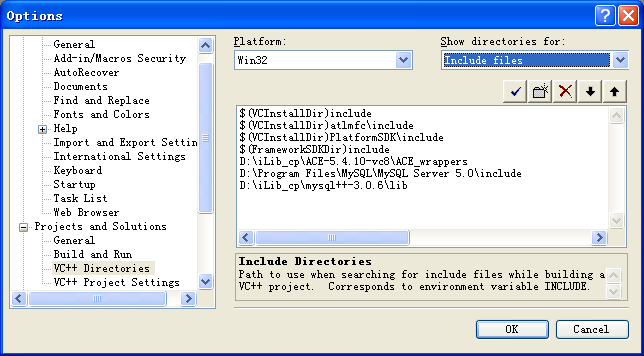 Options
General
Add-in/Macros Security
AutoRecover
Documents
Find and Replace
Fonts and Colors
Help
Import and Export Settin
International Settings
Keyboard
Startup
Task List
Web Browser
Projects and Solutions
General
Build and Run
VC++ Directories
VC++ Project Settings
Platform:
Win32
Show directories for:
Include files
$(VCInstallDir)include
$(VCInstallDir)atlmfc\include
$(VCInstallDir)PlatformSDK\include
$(FrameworkSDKDir)include
D:\iLib_cp\ACE-5.4.10-vc8\ACE_wrappers
D:\Program Files\MySQL\MySQL Server 5.0\include
D:\iLib_cp\mysql++-3.0.6\lib
Include Directories
Path to use when searching for include files while building a
VC++ project.  Corresponds to environment variable INCLUDE.
OK
Cancel